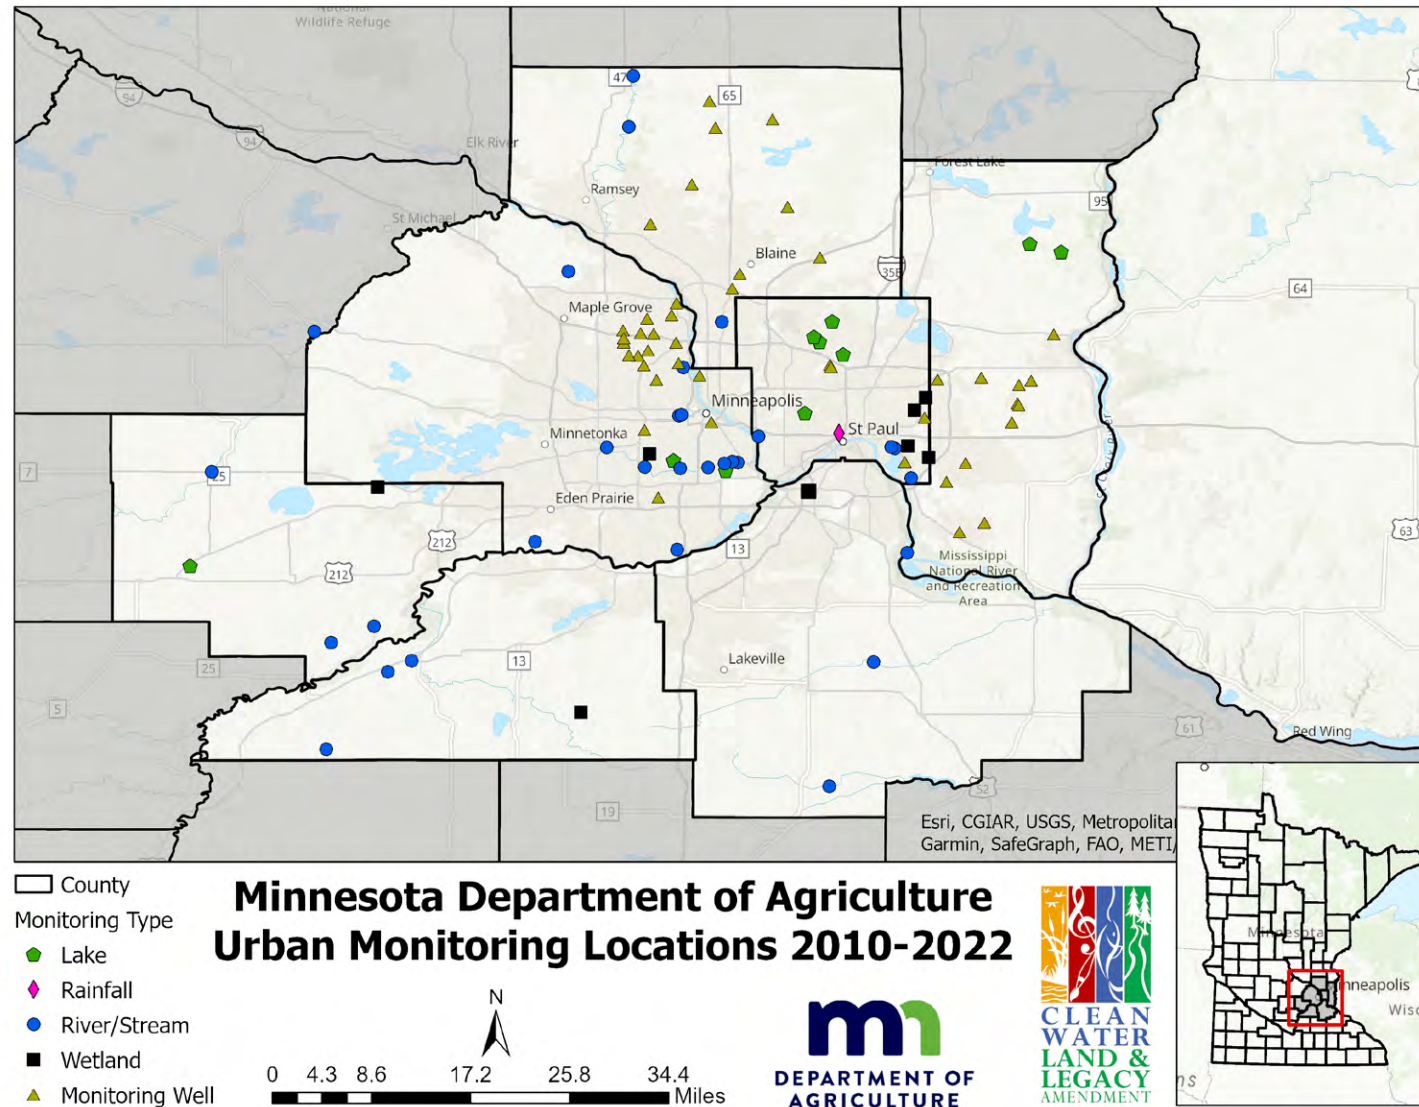 National
Wildlife Refuge
94
94
47
65
Elk River
Forest Lake
Ramsey
95
St Michael
Blaine
35E
64
Maple Grove
Minneapolis
St Paul
Minnetonka
7
25
Eden Prairie
63
212
13
212
Mississippi
National River
and Recreation
Area
Lakeville
25
13
5
61
Red Wing
52
19
Esri, CGIAR, USGS, Metropolita
Garmin, SafeGraph, FAO, METI/
County
Monitoring Type
Lake
Rainfall
River/Stream
Wetland
Monitoring Well
Minnesota Department of Agriculture
Urban Monitoring Locations 2010-2022
N
0 4.3 8.6 17.2 25.8 34.4
Miles
mn
DEPARTMENT OF
AGRICULTURE
CLEAN
WATER
LAND &
LEGACY
AMENDMENT
Minnesota
nneapolis
Wisc
ns